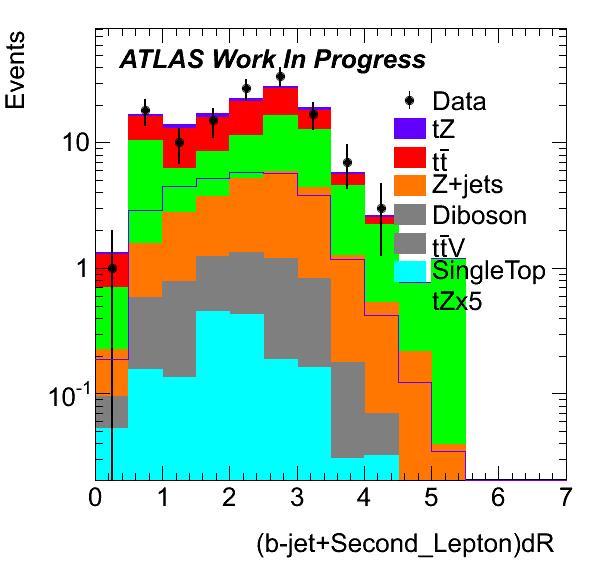 Events
ATLAS Work In Progress
Data
tZ
tt̄
Z+jets
Diboson
tt̄V
SingleTop
tZx5
10
1
10⁻¹
0 1 2 3 4 5 6 7
(b-jet+Second_Lepton)dR